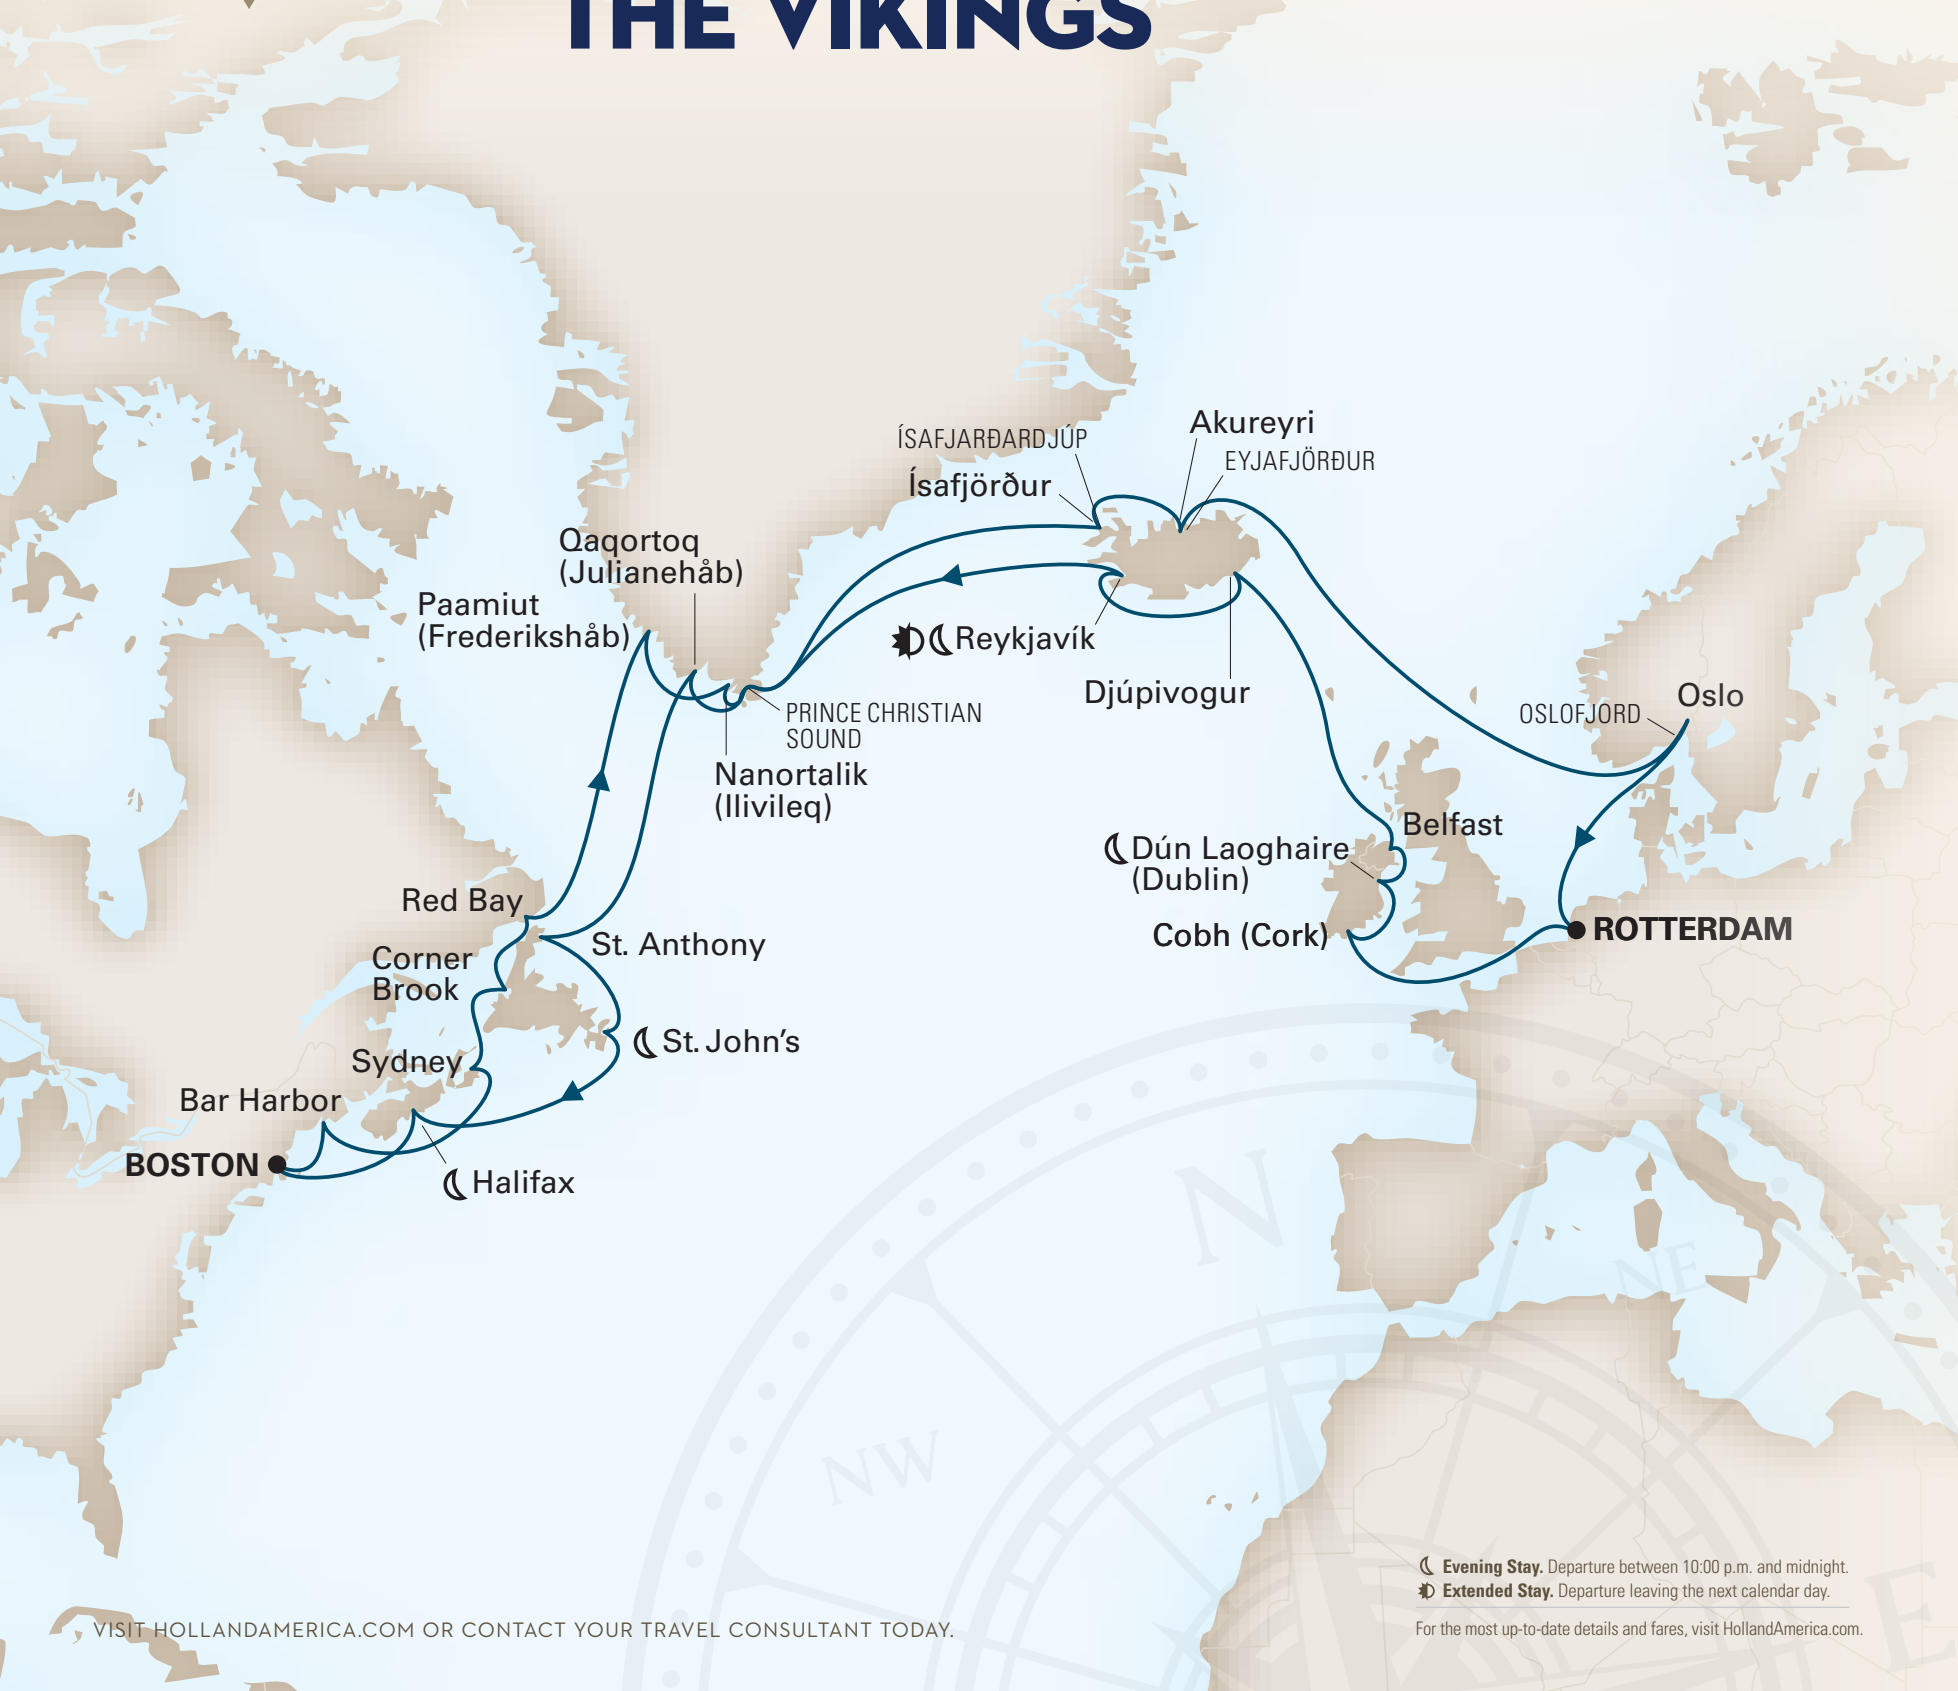 THE VIKINGS
Akureyri
ÍSAFJARÐARDJÚP
EYJAFJÖRÐUR
Ísafjörður
Qaqortoq
(Julianehåb)
Paamiut
(Frederikshåb)
Reykjavík
Djúpivogur
Oslo
OSLOFJORD
PRINCE CHRISTIAN
SOUND
Nanortalik
(Ilivileq)
Belfast
Dún Laoghaire
(Dublin)
Red Bay
Cobh (Cork)
ROTTERDAM
St. Anthony
Corner
Brook
St. John’s
Sydney
Bar Harbor
BOSTON
Halifax
N
NE
NW
E
Evening Stay. Departure between 10:00 p.m. and midnight.
Extended Stay. Departure leaving the next calendar day.
For the most up-to-date details and fares, visit HollandAmerica.com.
VISIT HOLLANDAMERICA.COM OR CONTACT YOUR TRAVEL CONSULTANT TODAY.